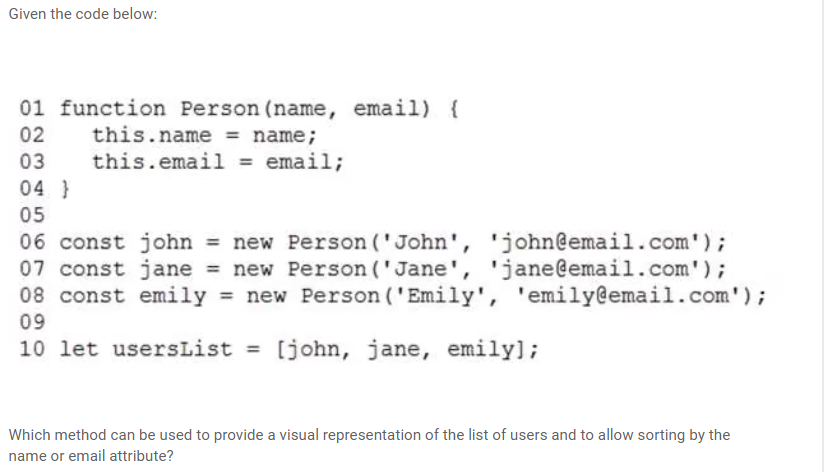 Given the code below:
01 function Person(name, email) {
02 this.name = name;
03 this.email = email;
04 }
05
06 const john = new Person('John', 'john@email.com');
07 const jane = new Person('Jane', 'jane@email.com');
08 const emily = new Person('Emily', 'emily@email.com');
09
10 let usersList = [john, jane, emily];
Which method can be used to provide a visual representation of the list of users and to allow sorting by the
name or email attribute?